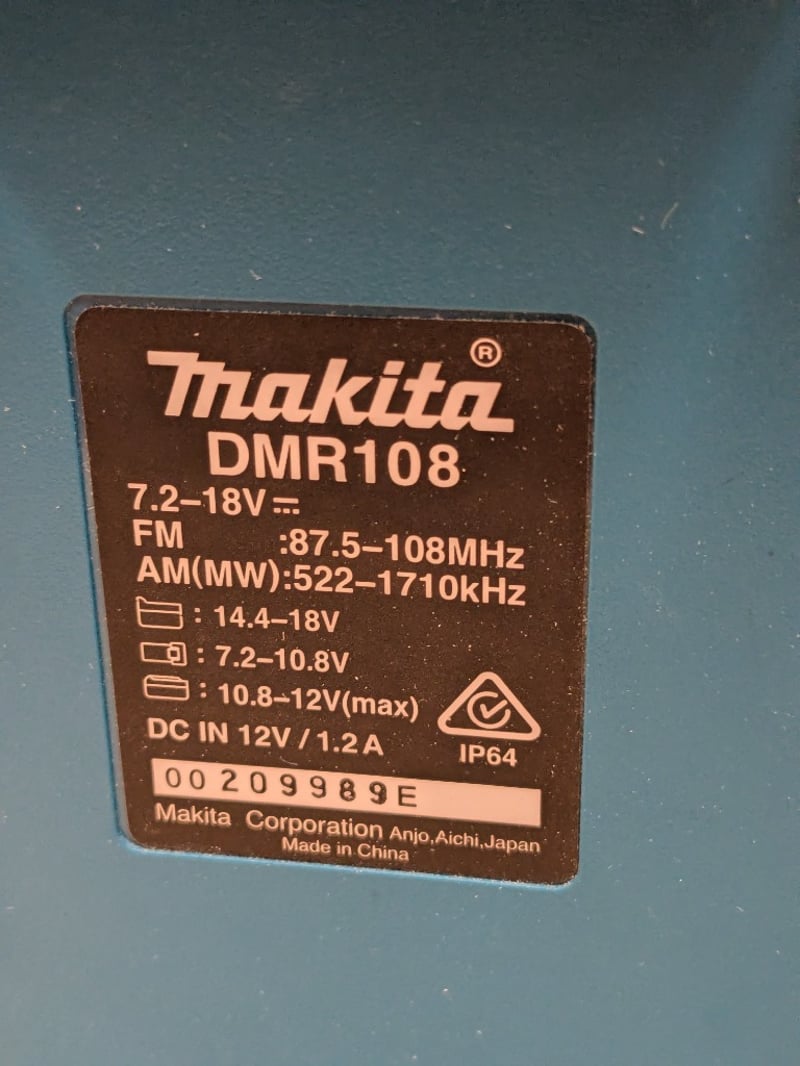 makita®
DMR108
7.2–18V⎓
FM :87.5–108MHz
AM(MW):522–1710kHz
: 14.4–18V
: 7.2–10.8V
: 10.8–12V(max)
DC IN 12V / 1.2 A
IP64
00209989E
Makita Corporation Anjo,Aichi,Japan
Made in China